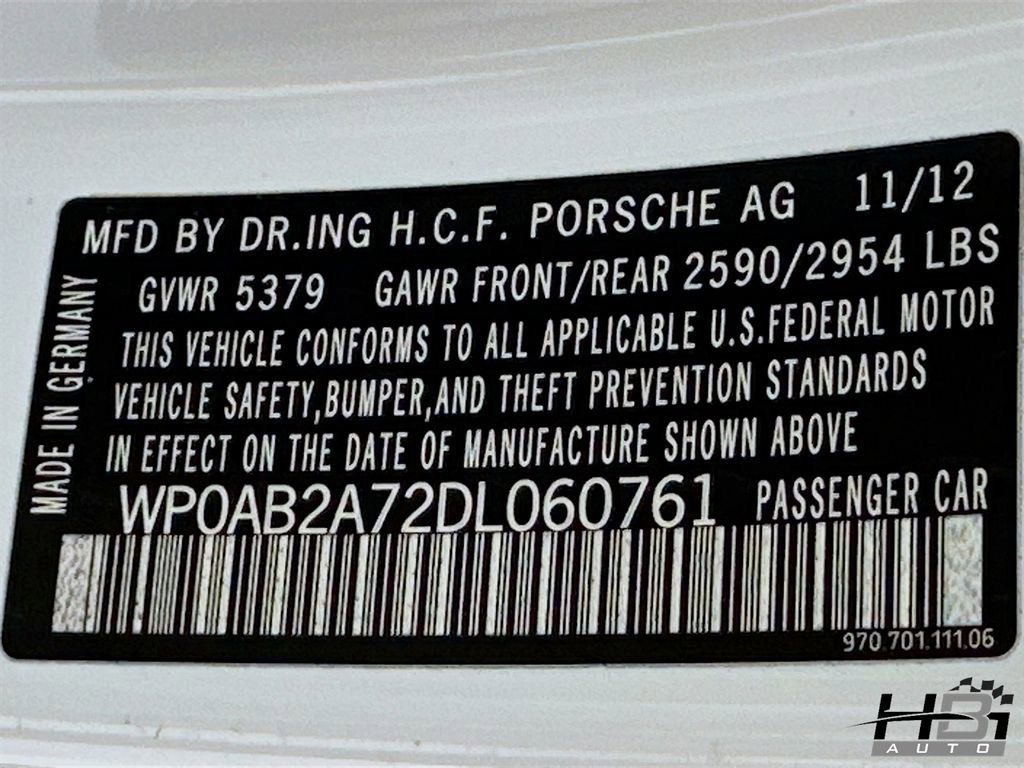 MFD BY DR.ING H.C.F. PORSCHE AG 11/12
GVWR 5379 GAWR FRONT/REAR 2590/2954 LBS
THIS VEHICLE CONFORMS TO ALL APPLICABLE U.S.FEDERAL MOTOR
VEHICLE SAFETY,BUMPER,AND THEFT PREVENTION STANDARDS
IN EFFECT ON THE DATE OF MANUFACTURE SHOWN ABOVE
WP0AB2A72DL060761 PASSENGER CAR
970.701.111.06
MADE IN GERMANY
HBI
AUTO